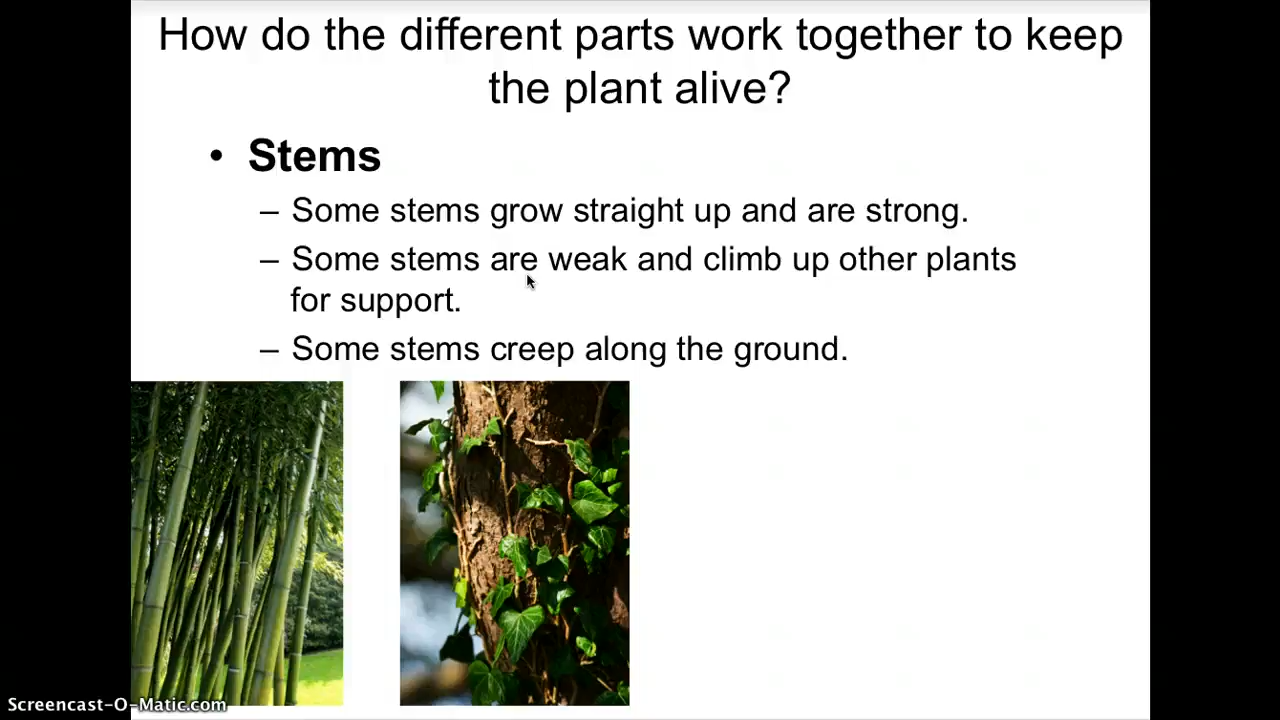 How do the different parts work together to keep
the plant alive?
• Stems
– Some stems grow straight up and are strong.
– Some stems are weak and climb up other plants
for support.
– Some stems creep along the ground.
Screencast-O-Matic.com